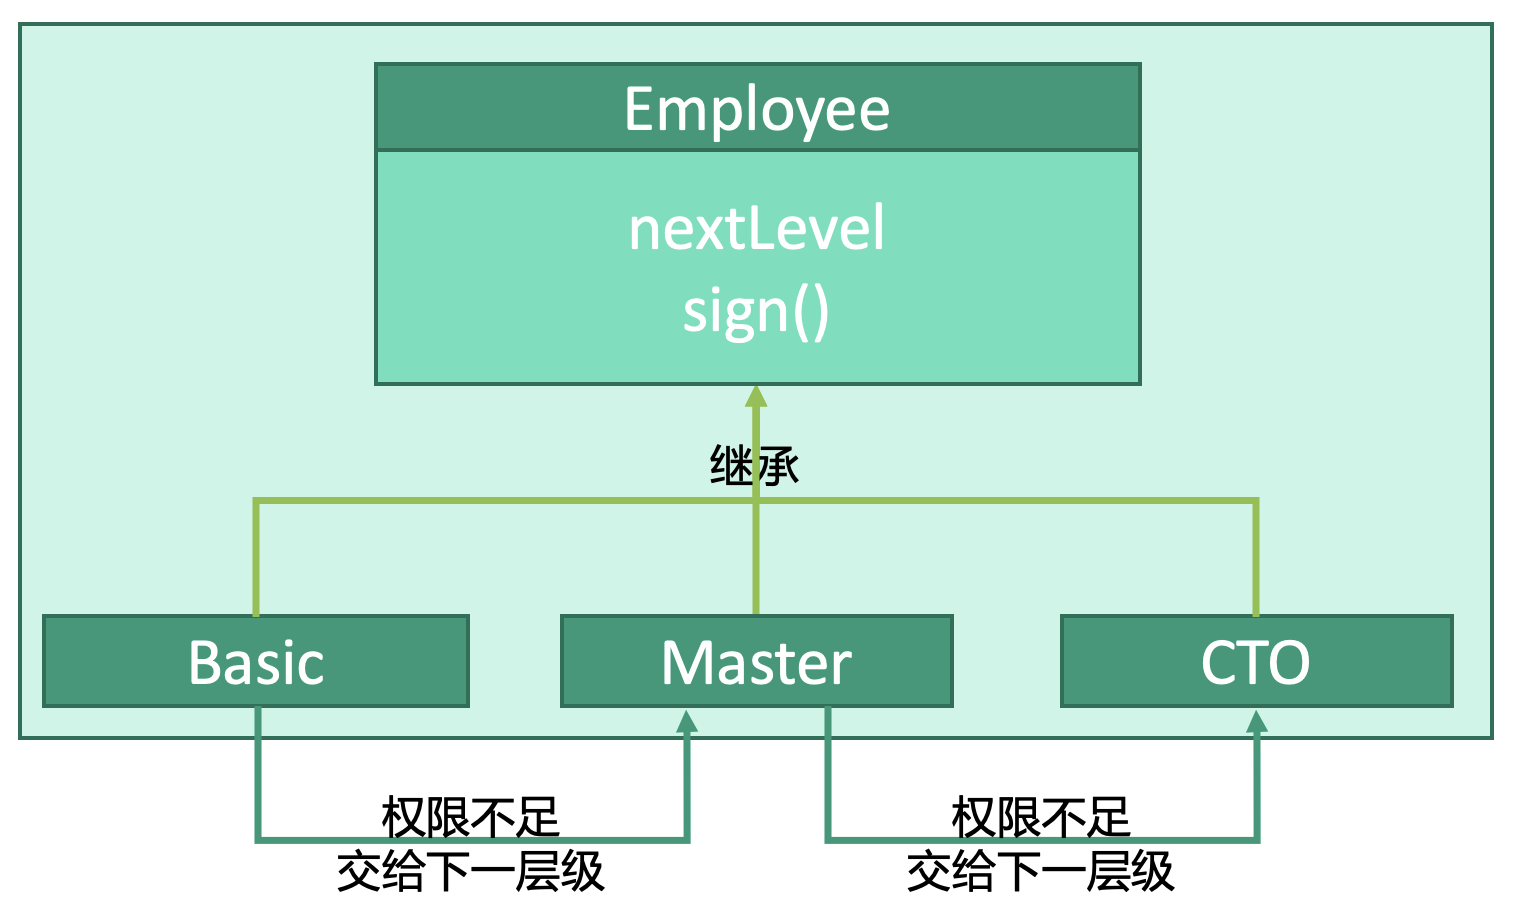 Employee
nextLevel
sign()
继承
Basic
Master
CTO
权限不足
交给下一层级
权限不足
交给下一层级